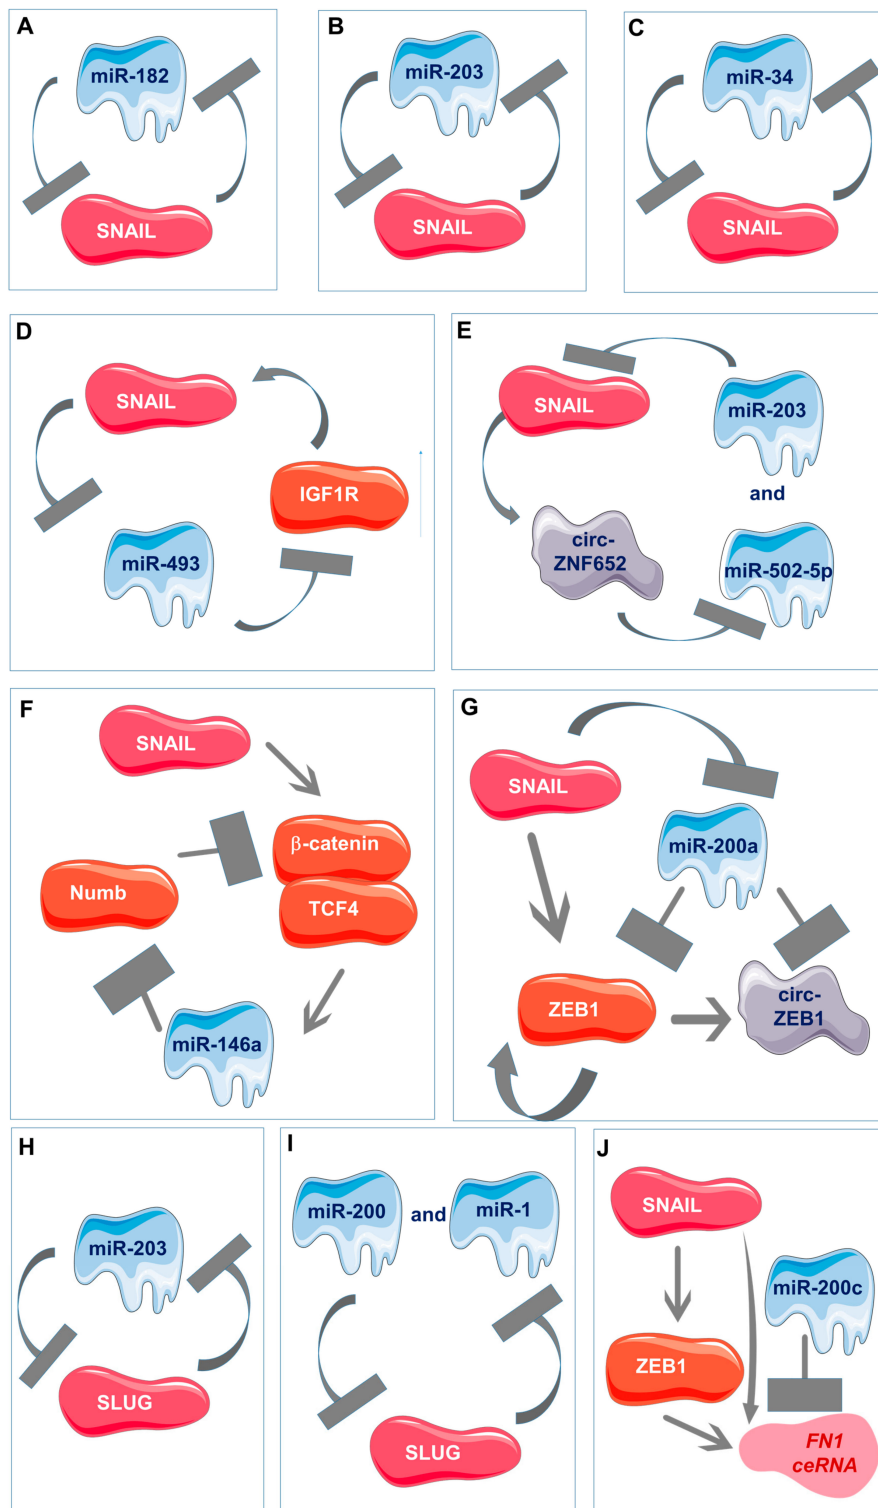 A
miR-182
SNAIL
B
miR-203
SNAIL
C
miR-34
SNAIL
D
SNAIL
IGF1R
miR-493
E
SNAIL
miR-203
and
circ-
ZNF652
miR-502-5p
F
SNAIL
β-catenin
Numb
TCF4
miR-146a
G
SNAIL
miR-200a
ZEB1
circ-
ZEB1
H
miR-203
SLUG
I
miR-200 and miR-1
SLUG
J
SNAIL
miR-200c
ZEB1
FN1
ceRNA